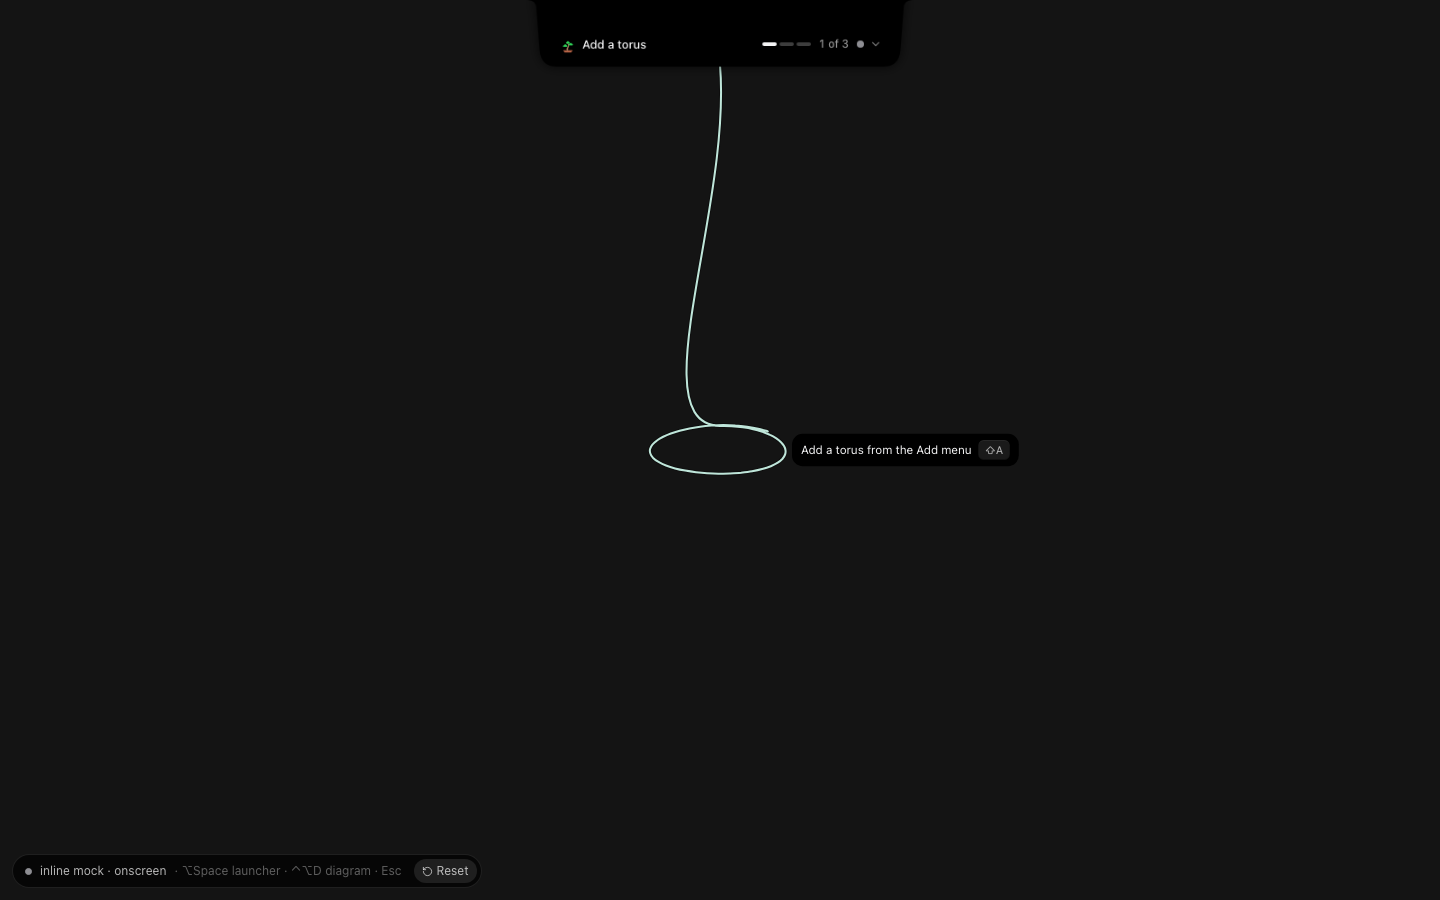 Add a torus
1 of 3
Add a torus from the Add menu ⇧A
inline mock · onscreen · ⌥Space launcher · ^⌥D diagram · Esc
Reset